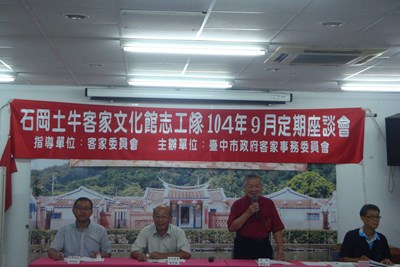 石岡土牛客家文化館志工隊104年9月定期座談會
指導單位：客家委員會　　主辦單位：臺中市政府客家事務委員會